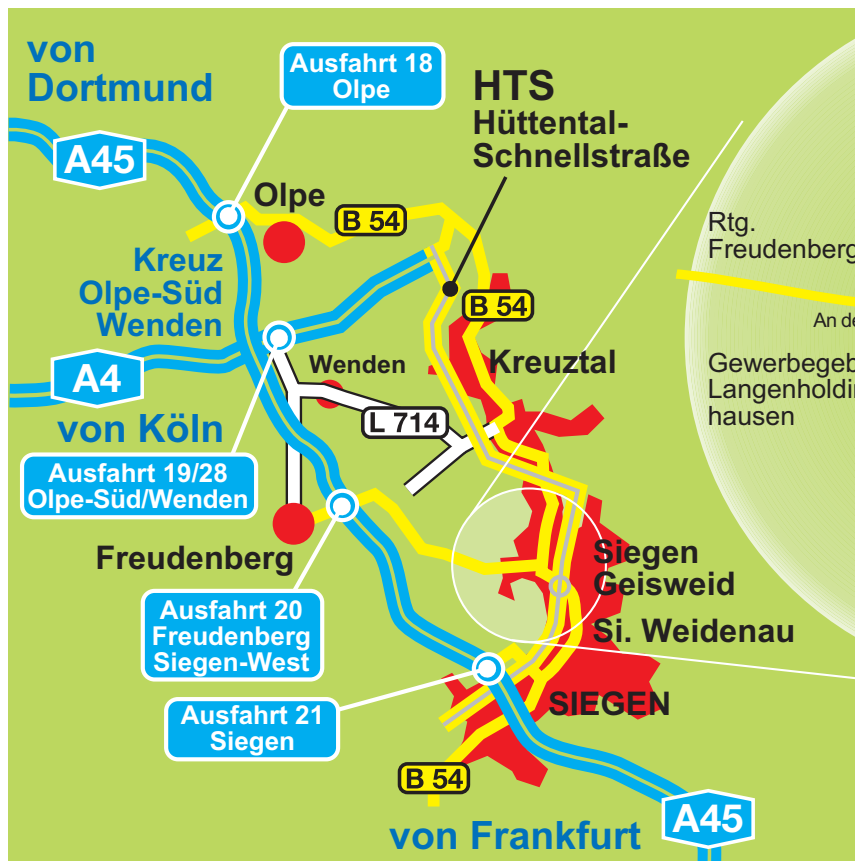 von
Dortmund
Ausfahrt 18
Olpe
HTS
Hüttental-
Schnellstraße
A45
Olpe
B 54
Rtg.
Freudenberg
Kreuz
Olpe-Süd
Wenden
B 54
An de
A4
Wenden
Kreuztal
Gewerbegeb
Langenholdin
hausen
von Köln
L 714
Ausfahrt 19/28
Olpe-Süd/Wenden
Freudenberg
Siegen
Geisweid
Ausfahrt 20
Freudenberg
Siegen-West
Si. Weidenau
Ausfahrt 21
Siegen
SIEGEN
B 54
von Frankfurt
A45